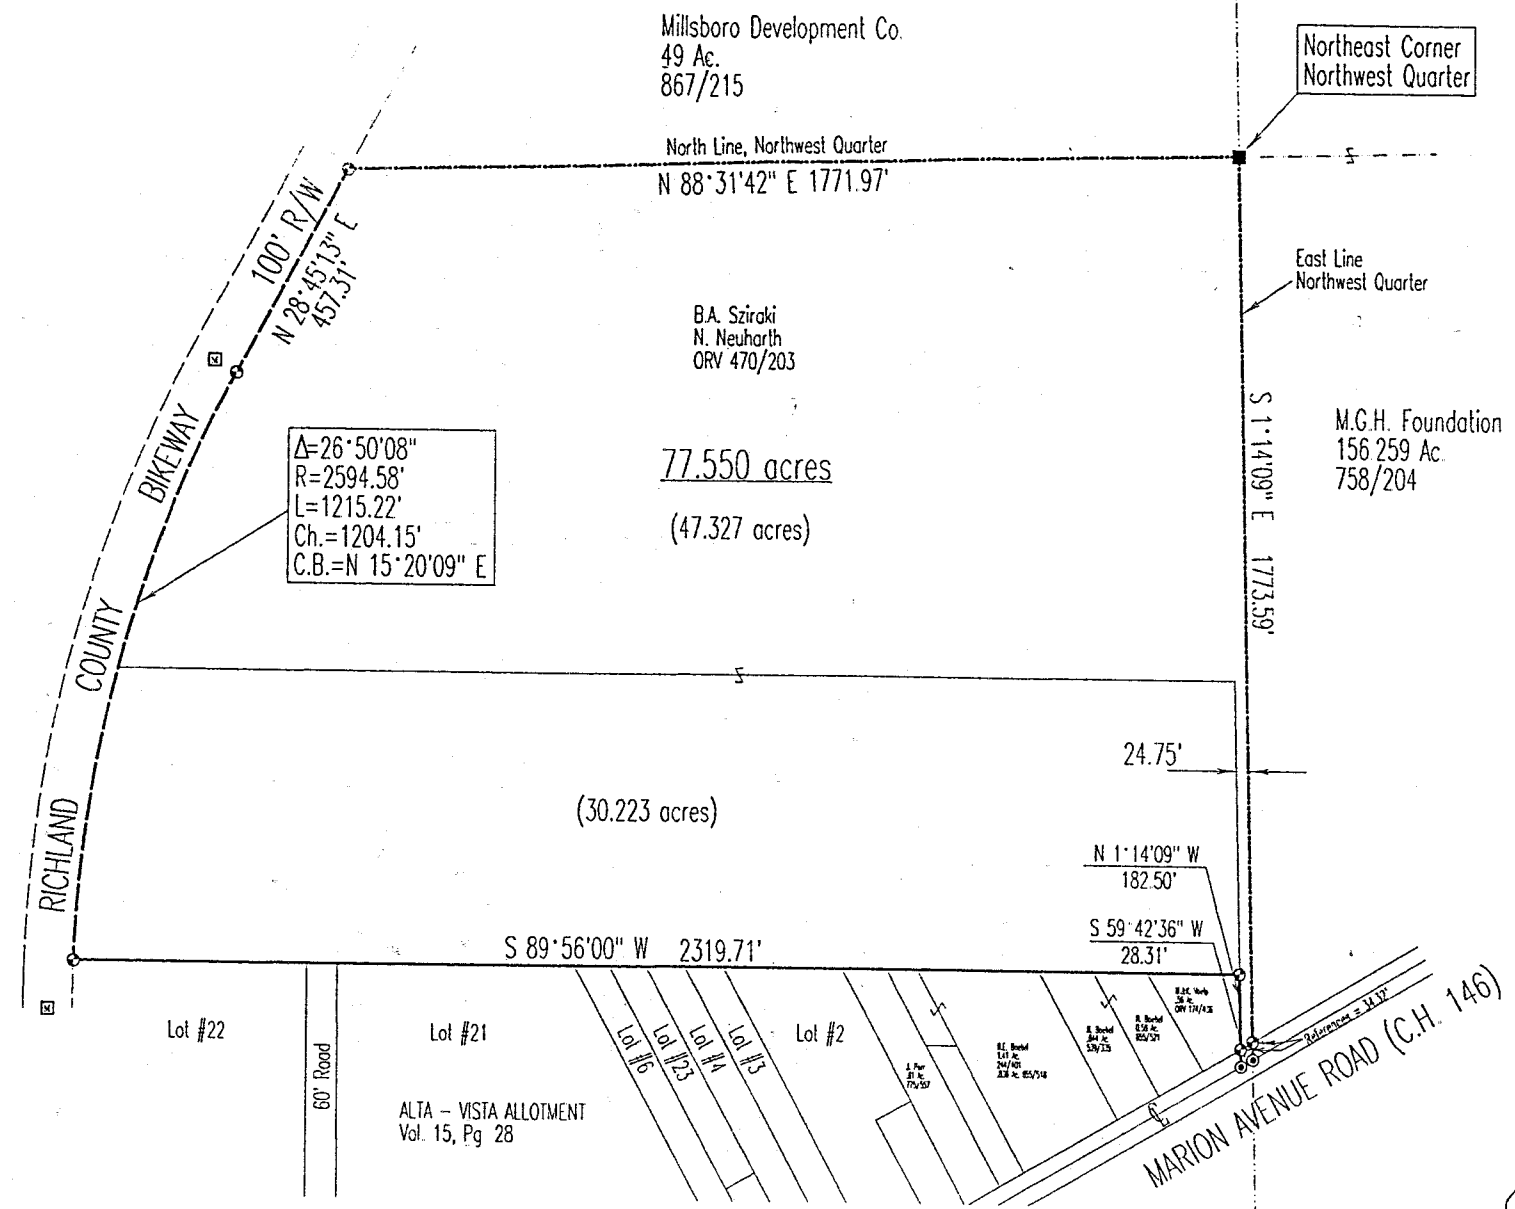 Millsboro Development Co.
49 Ac.
867/215
Northeast Corner
Northwest Quarter
North Line, Northwest Quarter
N 88°31'42" E 1771.97'
100' R/W
N 28°45'13" E
457.31'
East Line
Northwest Quarter
B.A. Sziraki
N. Neuharth
ORV 470/203
S 1°14'09" E 1773.59'
M.G.H. Foundation
156.259 Ac.
758/204
Δ=26°50'08"
R=2594.58'
L=1215.22'
Ch.=1204.15'
C.B.=N 15°20'09" E
77.550 acres
(47.327 acres)
RICHLAND COUNTY BIKEWAY
24.75'
(30.223 acres)
N 1°14'09" W
182.50'
S 59°42'36" W
28.31'
S 89°56'00" W 2319.71'
Lot #22
60' Road
Lot #21
Lot #6
Lot #23
Lot #4
Lot #3
Lot #2
ALTA - VISTA ALLOTMENT
Vol. 15, Pg 28
775/557
References =
MARION AVENUE ROAD (C.H. 146)